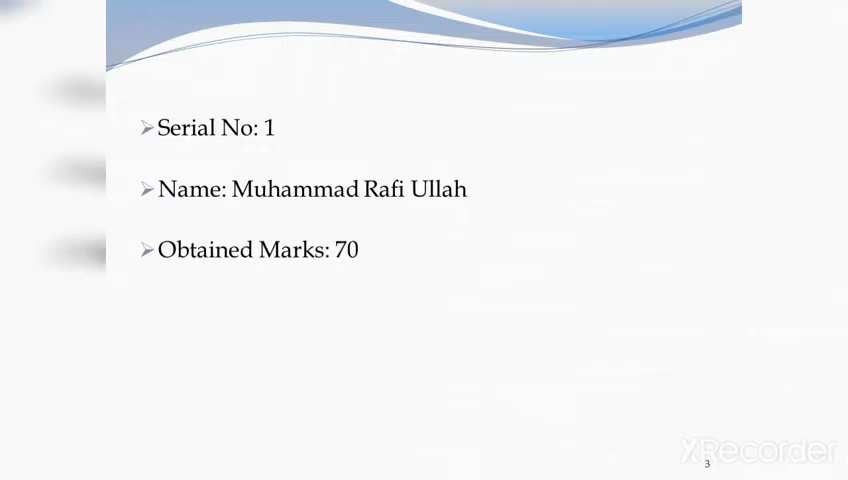 Serial No: 1
Name: Muhammad Rafi Ullah
Obtained Marks: 70
3
XRecorder